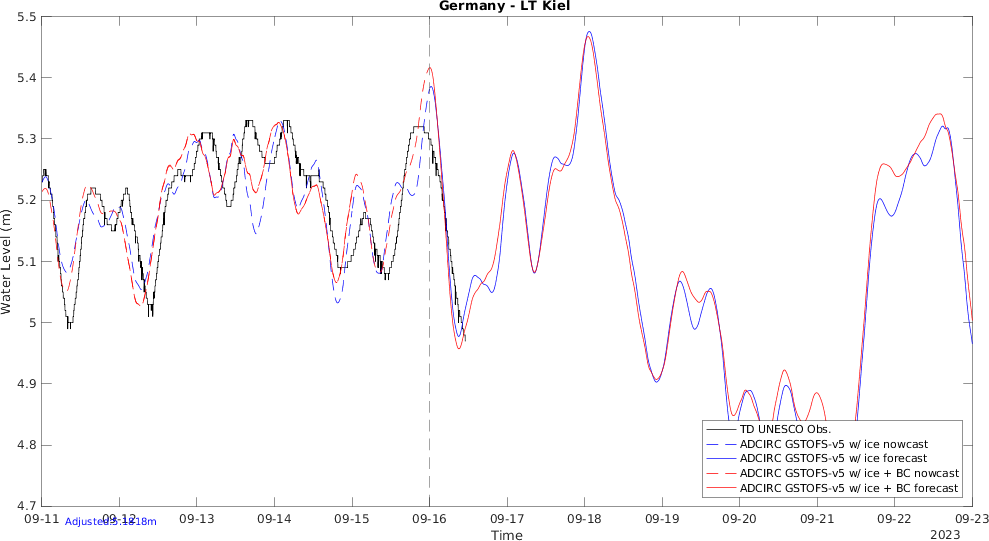 Germany - LT Kiel
5.5
5.4
5.3
5.2
5.1
5
4.9
4.8
4.7
Water Level (m)
TD UNESCO Obs.
ADCIRC GSTOFS-v5 w/ ice nowcast
ADCIRC GSTOFS-v5 w/ ice forecast
ADCIRC GSTOFS-v5 w/ ice + BC nowcast
ADCIRC GSTOFS-v5 w/ ice + BC forecast
09-11 09-12 09-13 09-14 09-15 09-16 09-17 09-18 09-19 09-20 09-21 09-22 09-23
Adjusted:5.1818m
Time
2023